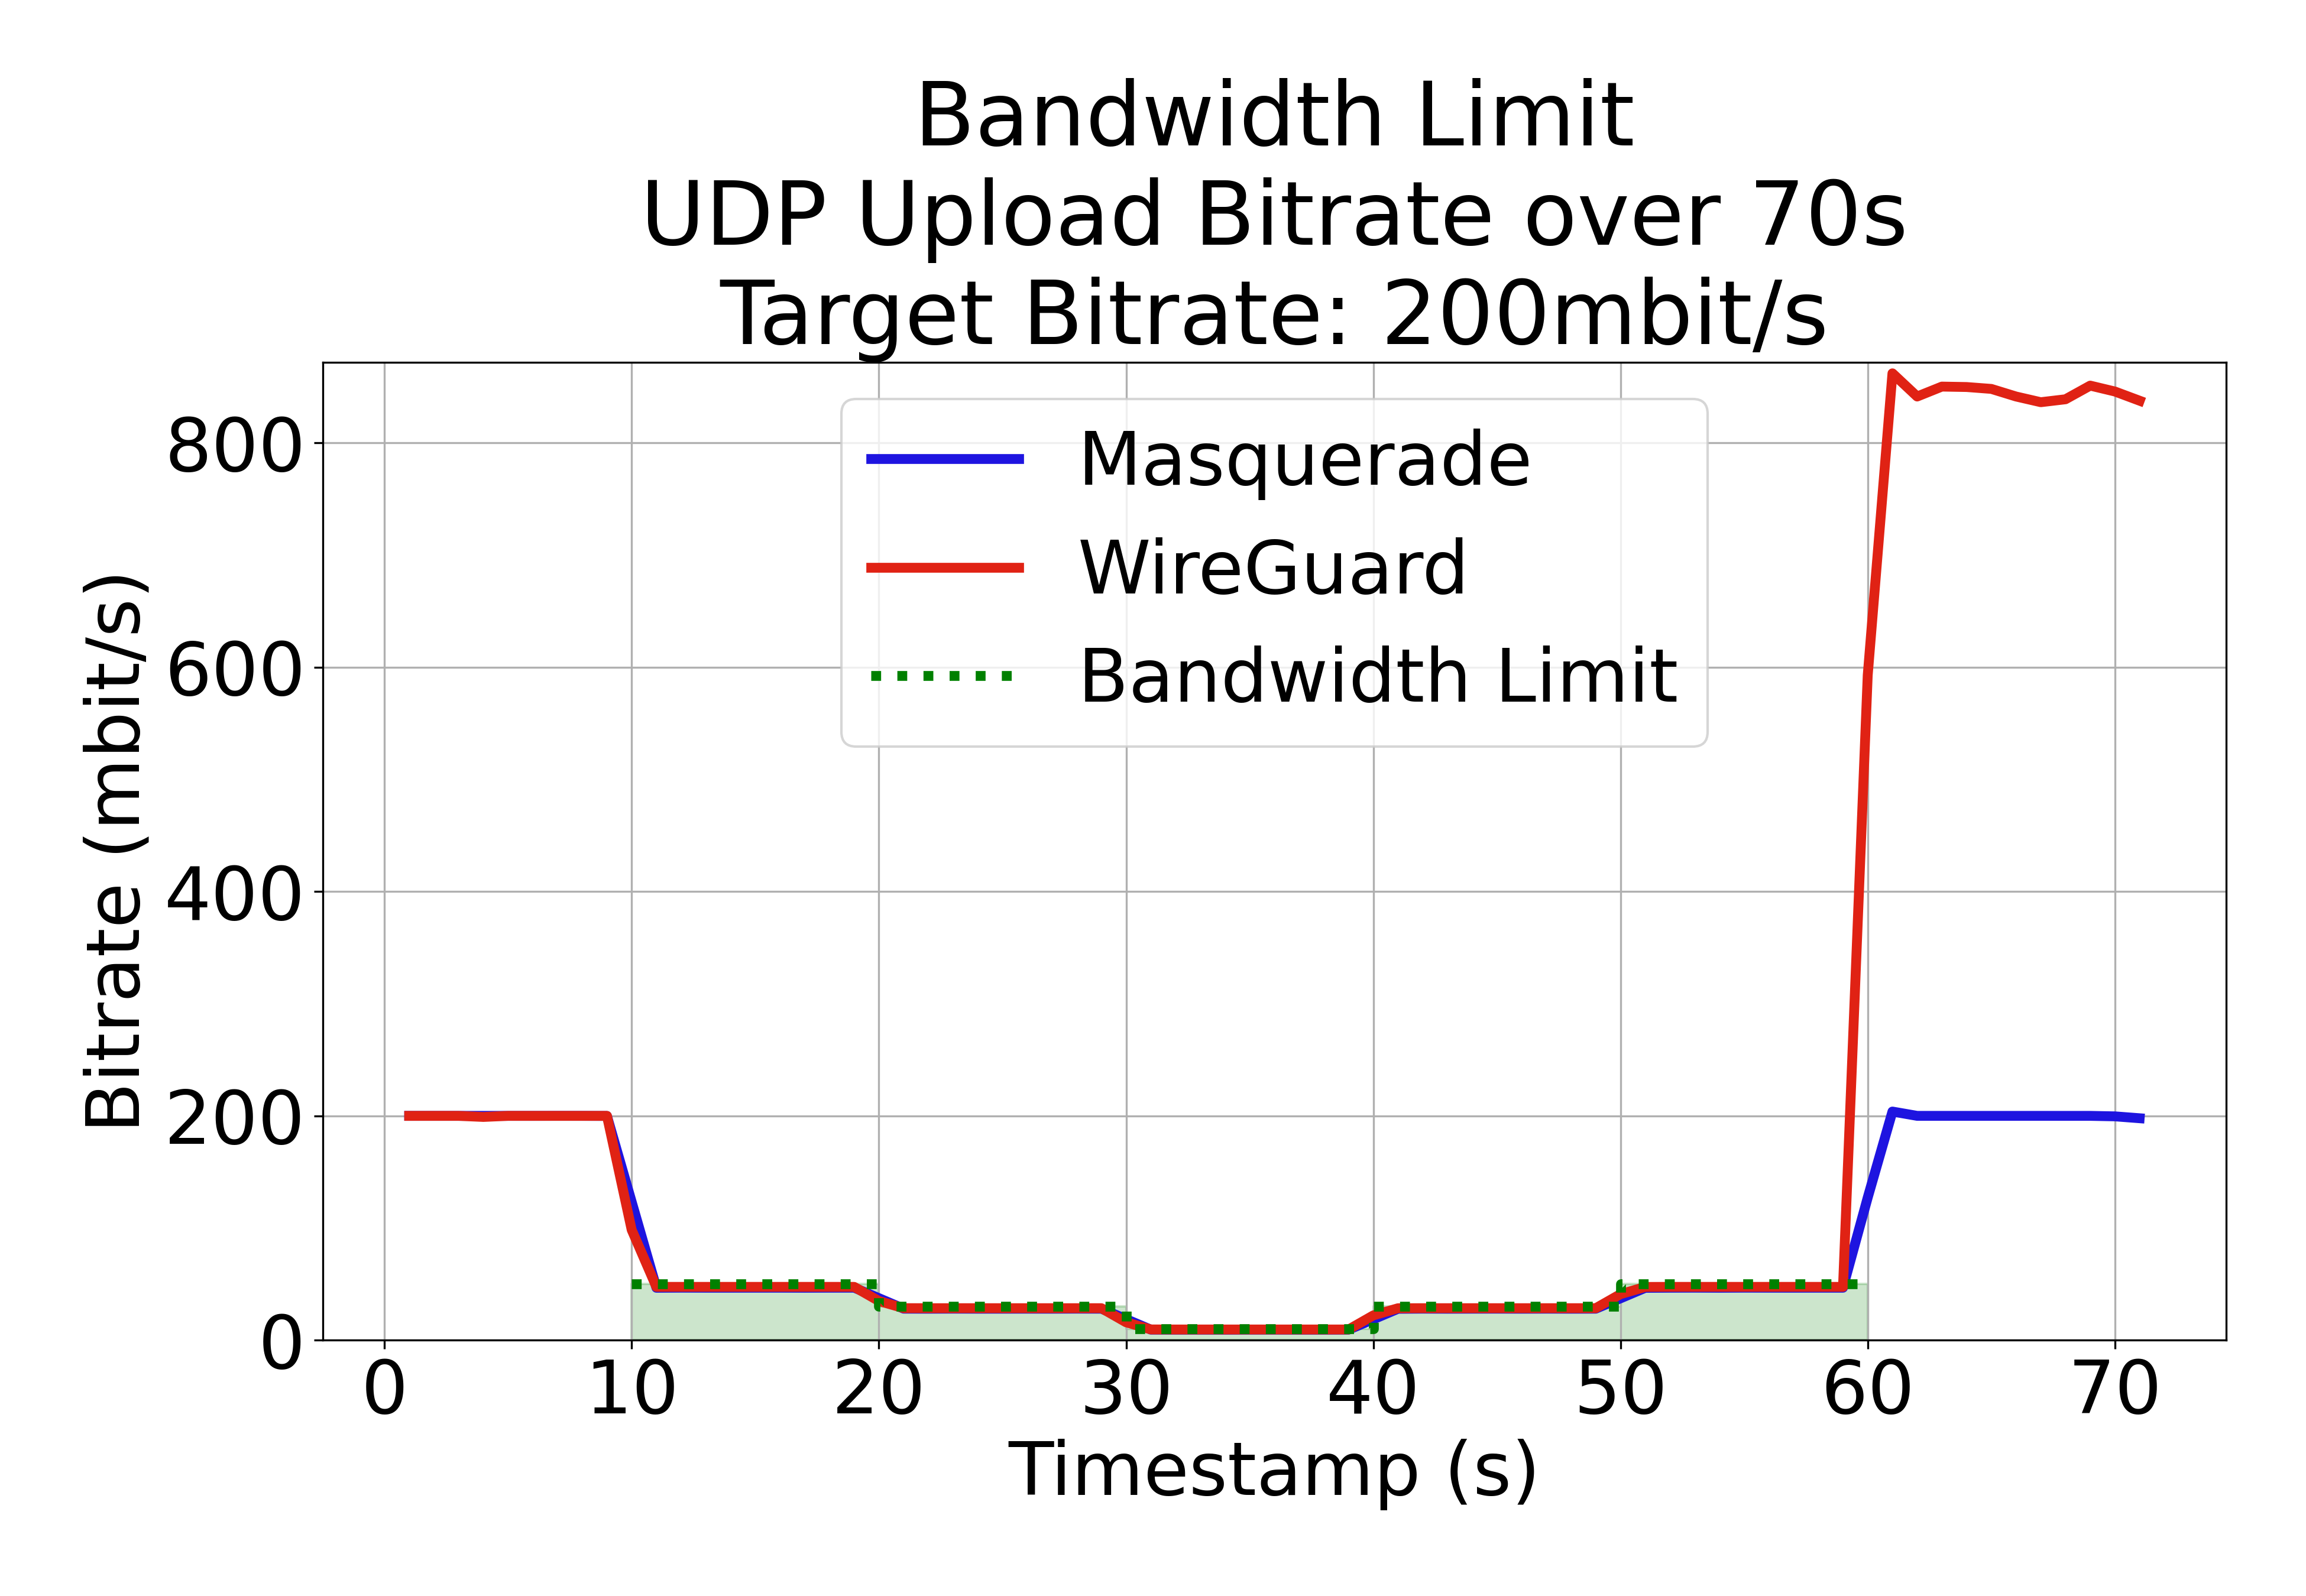 Bandwidth Limit
UDP Upload Bitrate over 70s
Target Bitrate: 200mbit/s
Masquerade
WireGuard
Bandwidth Limit
Bitrate (mbit/s)
800
600
400
200
0
0 10 20 30 40 50 60 70
Timestamp (s)